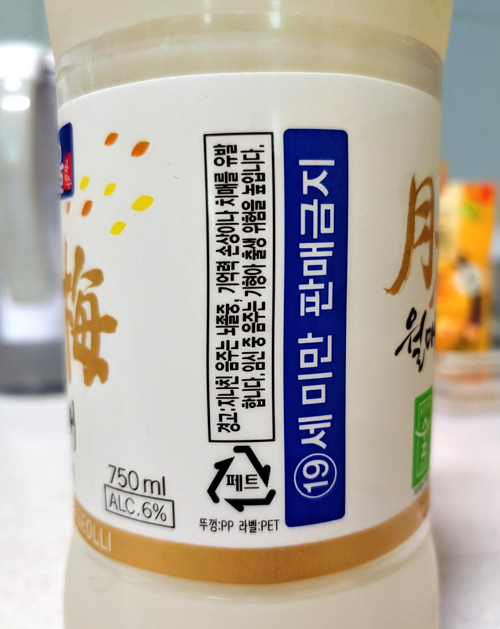 梅
750ml
ALC.6%
경고:지나친 음주는 뇌졸중, 기억력 손상이나 치매를 유발
합니다. 임신 중 음주는 기형아 출생 위험을 높입니다.
페트
뚜껑:PP 라벨:PET
19세 미만 판매금지
月